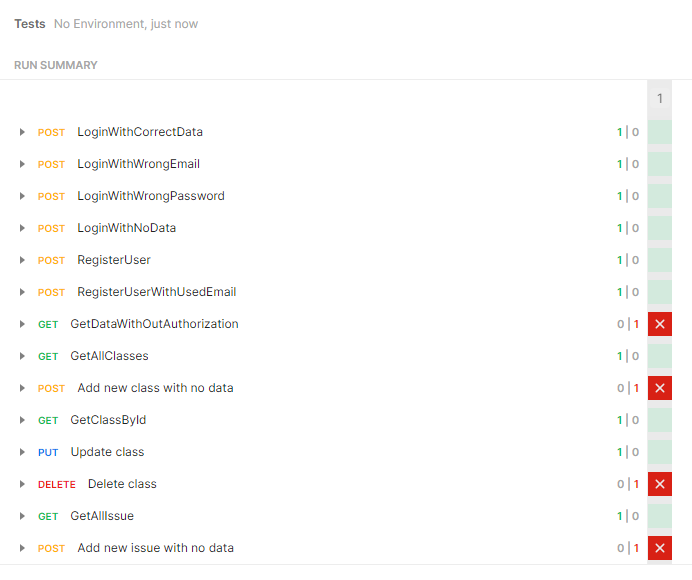 Tests No Environment, just now
RUN SUMMARY
1
POST LoginWithCorrectData 1 | 0
POST LoginWithWrongEmail 1 | 0
POST LoginWithWrongPassword 1 | 0
POST LoginWithNoData 1 | 0
POST RegisterUser 1 | 0
POST RegisterUserWithUsedEmail 1 | 0
GET GetDataWithOutAuthorization 0 | 1
GET GetAllClasses 1 | 0
POST Add new class with no data 0 | 1
GET GetClassById 1 | 0
PUT Update class 1 | 0
DELETE Delete class 0 | 1
GET GetAllIssue 1 | 0
POST Add new issue with no data 0 | 1